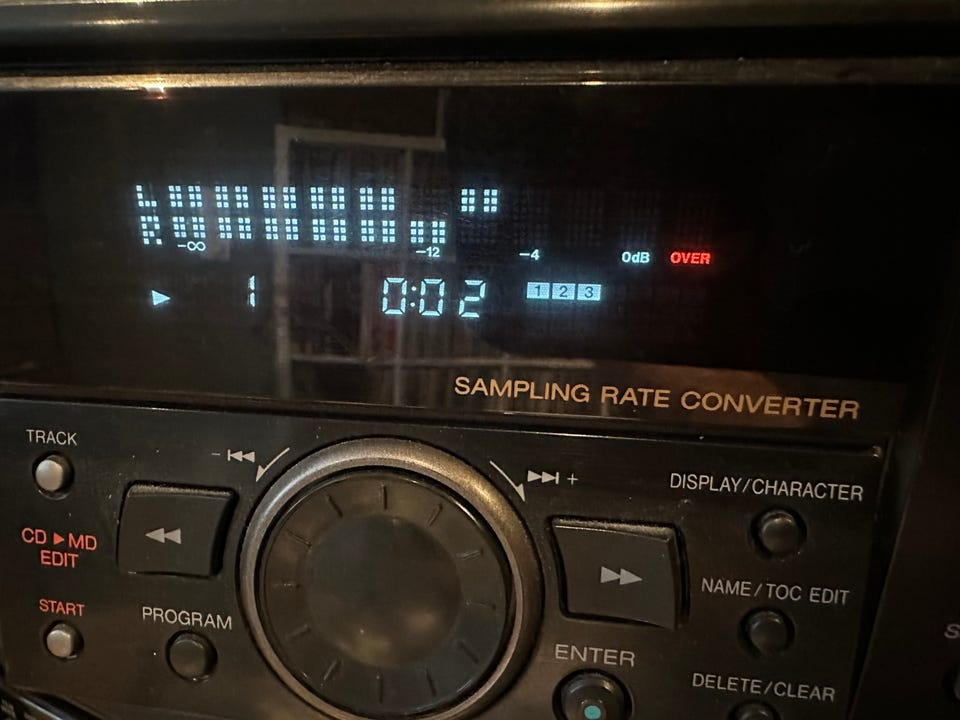 L
R
-∞ -12 -4 0dB OVER
1 0:02 1 2 3
SAMPLING RATE CONVERTER
TRACK
- +
DISPLAY/CHARACTER
CD ▶ MD
EDIT
NAME/TOC EDIT
START
PROGRAM
ENTER
DELETE/CLEAR